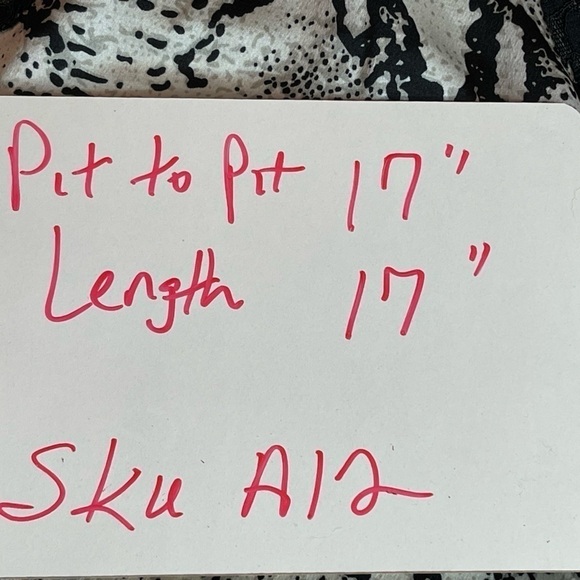 Pit to Pit 17"
Length 17"
Sku A12